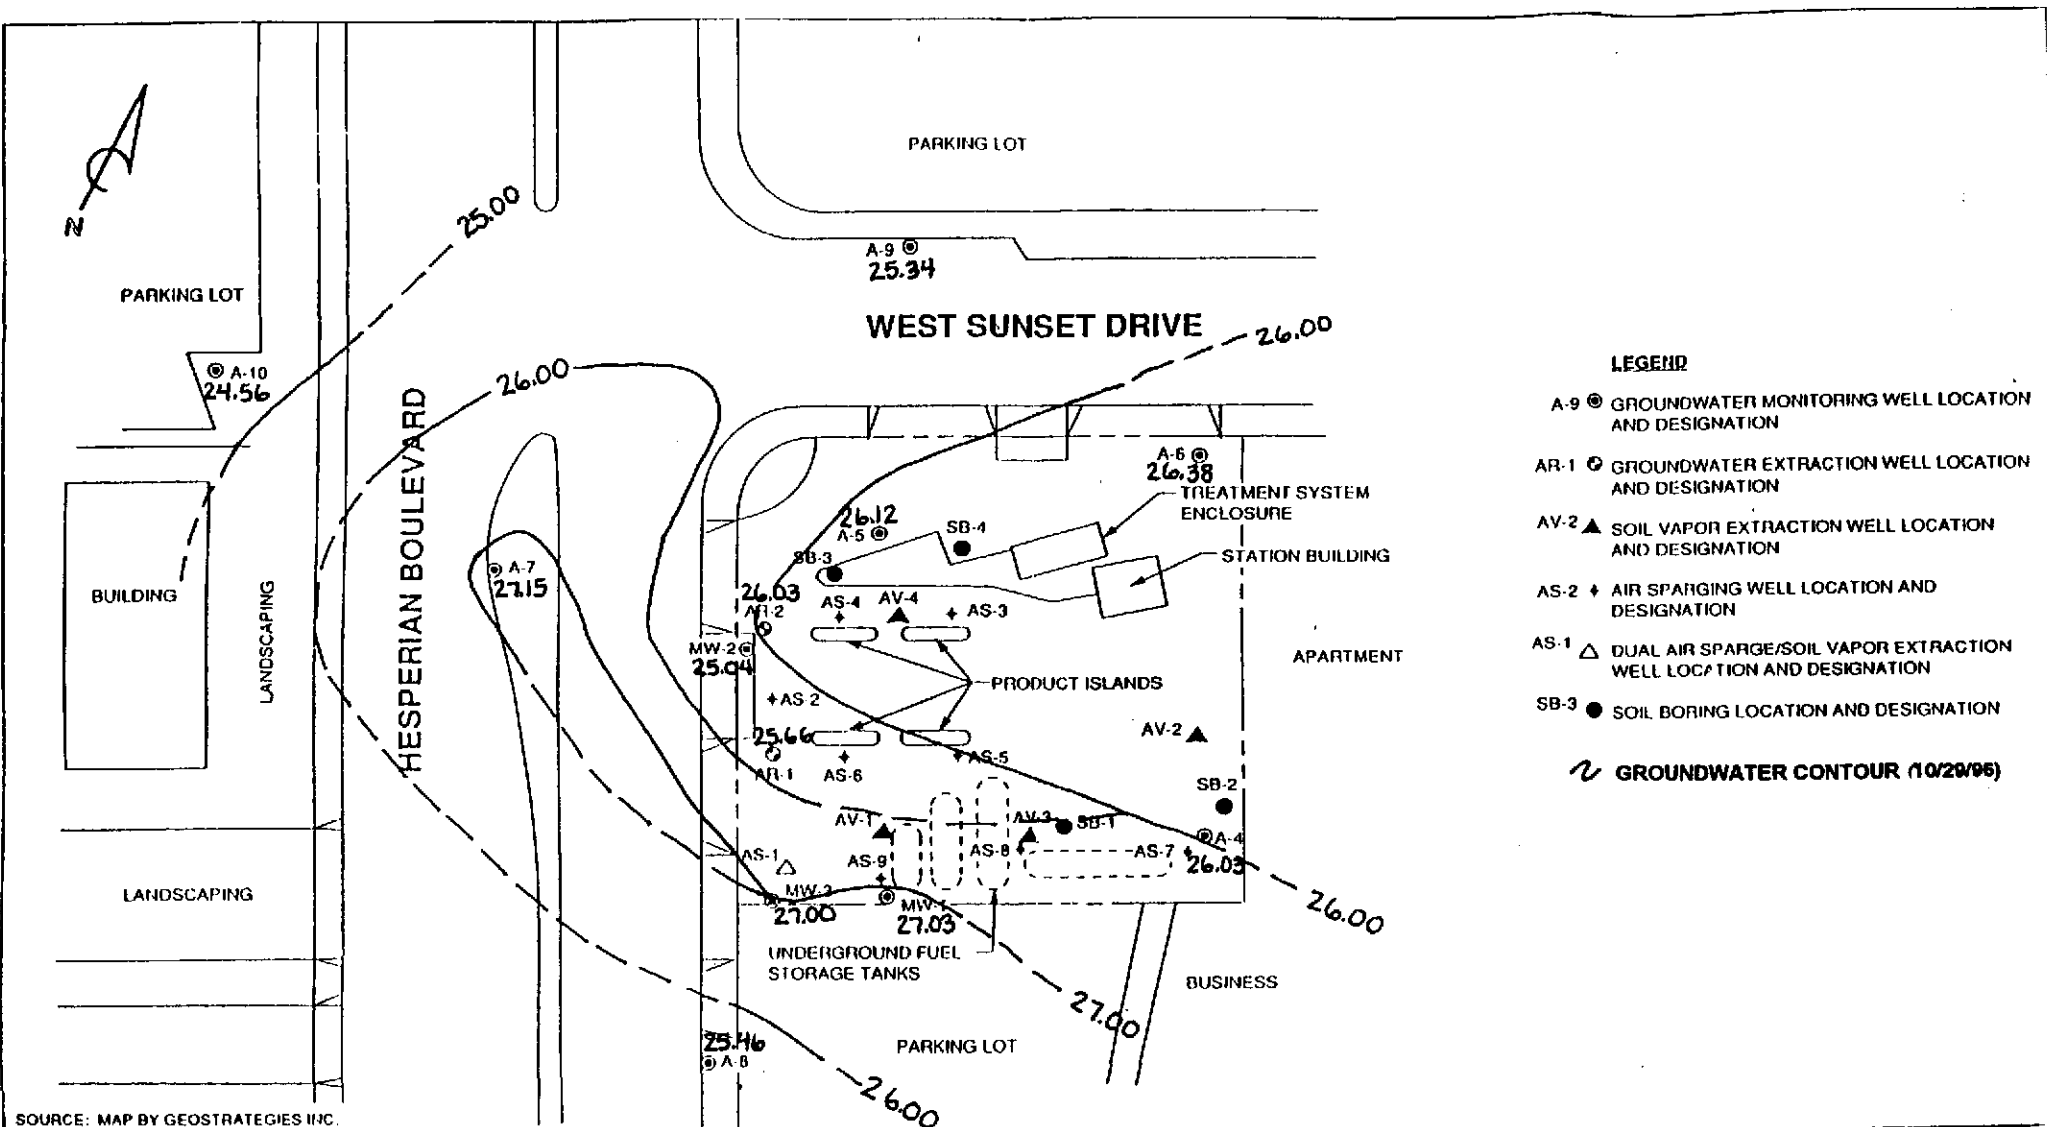 25.00
PARKING LOT
A-9
25.34
N
PARKING LOT
WEST SUNSET DRIVE
26.00
A-10
24.56
26.00
HESPERIAN BOULEVARD
A-6
26.38
TREATMENT SYSTEM
ENCLOSURE
26.12
A-5
SB-4
SB-3
STATION BUILDING
A-7
27.15
BUILDING
LANDSCAPING
26.03
AR-2
AS-4
AV-4
AS-3
MW-2
25.04
APARTMENT
PRODUCT ISLANDS
AS-2
25.66
AR-1
AS-6
AS-5
AV-2
SB-2
AV-1
AV-3
SB-1
A-4
26.03
AS-1
AS-9
AS-8
AS-7
LANDSCAPING
27.00
MW-1
27.03
26.00
UNDERGROUND FUEL
STORAGE TANKS
BUSINESS
27.00
25.46
A-8
PARKING LOT
26.00
SOURCE: MAP BY GEOSTRATEGIES INC.
LEGEND
A-9 GROUNDWATER MONITORING WELL LOCATION
AND DESIGNATION
AR-1 GROUNDWATER EXTRACTION WELL LOCATION
AND DESIGNATION
AV-2 SOIL VAPOR EXTRACTION WELL LOCATION
AND DESIGNATION
AS-2 AIR SPARGING WELL LOCATION AND
DESIGNATION
AS-1 DUAL AIR SPARGE/SOIL VAPOR EXTRACTION
WELL LOCATION AND DESIGNATION
SB-3 SOIL BORING LOCATION AND DESIGNATION
GROUNDWATER CONTOUR (10/29/96)